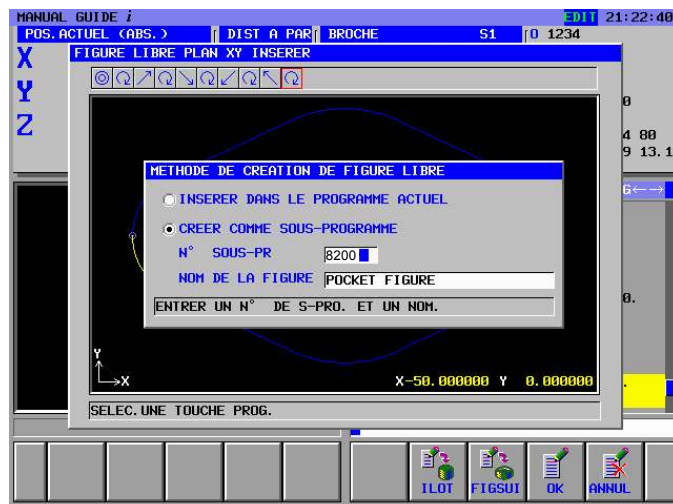 MANUAL GUIDE i EDIT 21:22:40
POS. ACTUEL (ABS.) DIST A PAR BROCHE S1 O 1234
FIGURE LIBRE PLAN XY INSERER
X
Y
Z
0
4 80
9 13.1
METHODE DE CREATION DE FIGURE LIBRE
INSERER DANS LE PROGRAMME ACTUEL
G←→
CREER COMME SOUS-PROGRAMME
N° SOUS-PR 8200
NOM DE LA FIGURE POCKET FIGURE
ENTRER UN N° DE S-PRO. ET UN NOM.
0.
Y
X
X-50.000000 Y 0.000000
SELEC. UNE TOUCHE PROG.
ILOT FIGSUI OK ANNUL